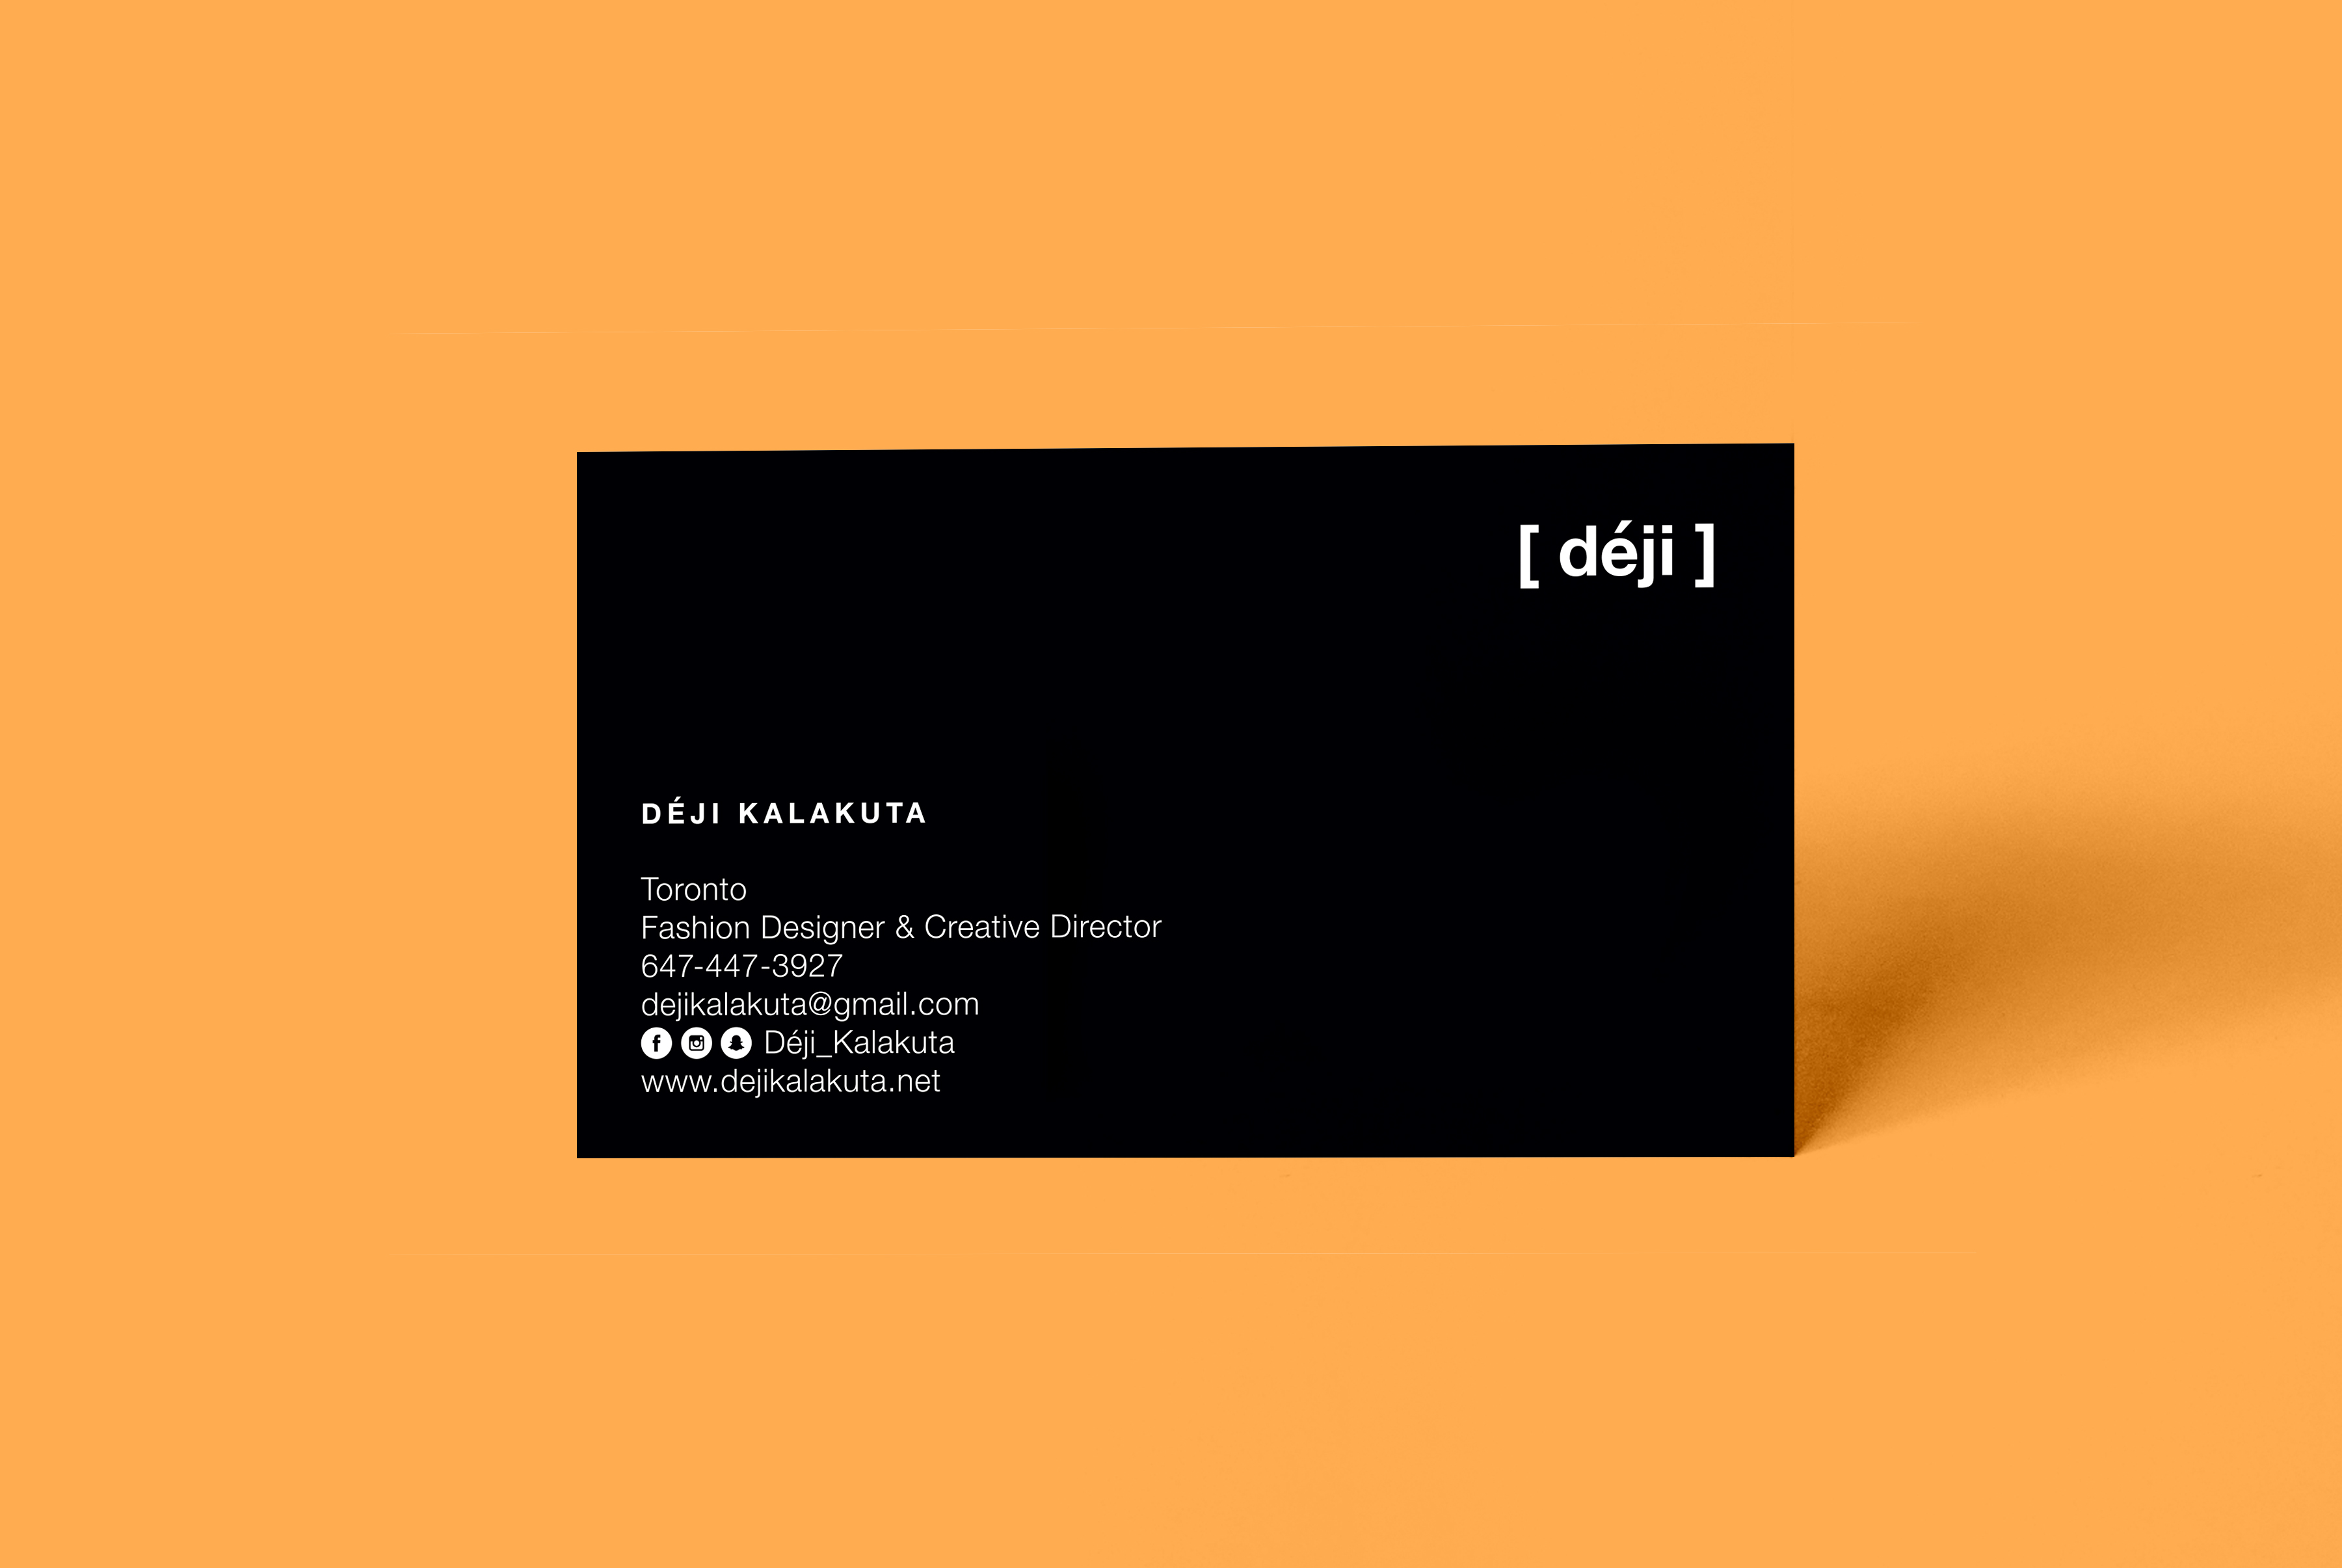 [ déji ]
DÉJI KALAKUTA
Toronto
Fashion Designer & Creative Director
647-447-3927
dejikalakuta@gmail.com
Déji_Kalakuta
www.dejikalakuta.net